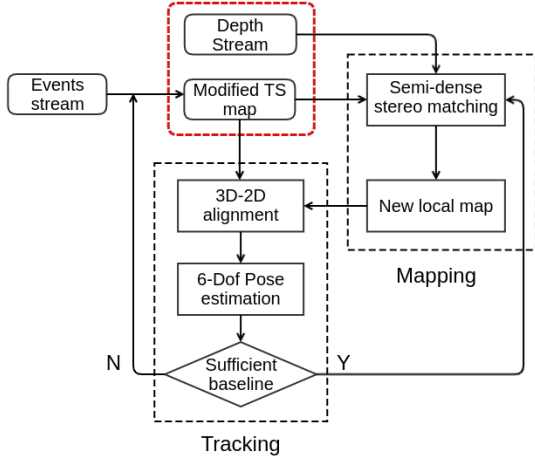 Depth
Stream
Events
stream
Modified TS
map
Semi-dense
stereo matching
3D-2D
alignment
New local map
Mapping
6-Dof Pose
estimation
N
Sufficient
baseline
Y
Tracking